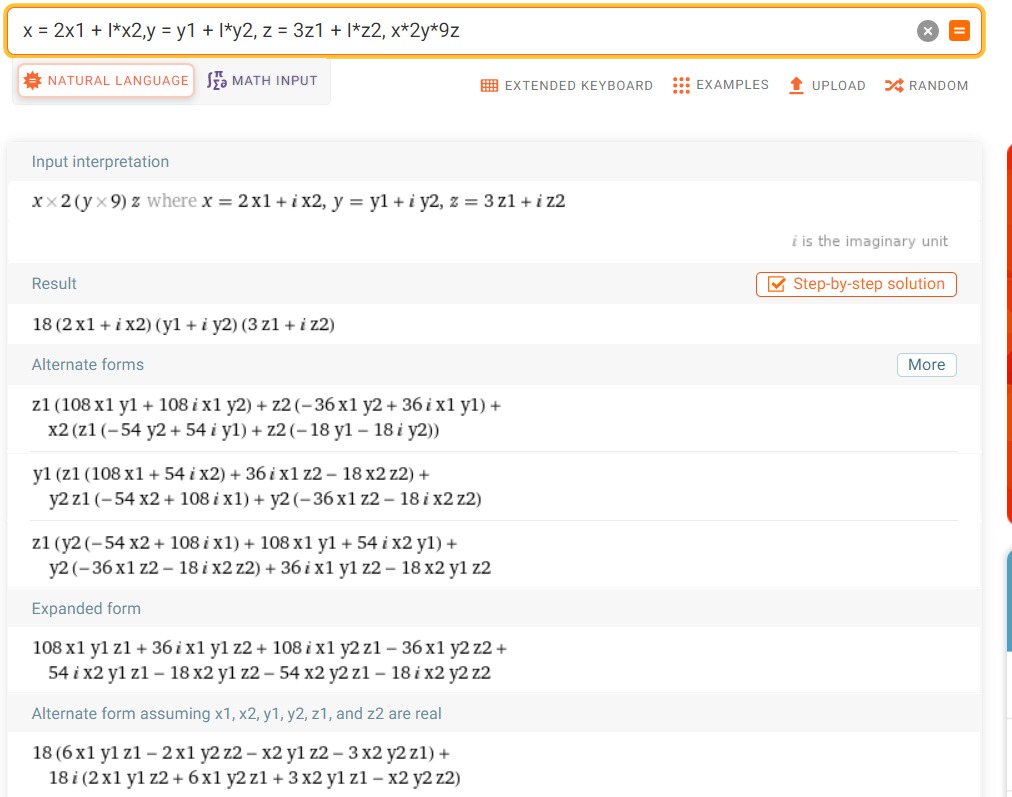 x = 2x1 + I*x2,y = y1 + I*y2, z = 3z1 + I*z2, x*2y*9z
NATURAL LANGUAGE
MATH INPUT
EXTENDED KEYBOARD
EXAMPLES
UPLOAD
RANDOM
Input interpretation
x × 2 (y × 9) z where x = 2 x1 + i x2, y = y1 + i y2, z = 3 z1 + i z2
i is the imaginary unit
Result
Step-by-step solution
18 (2 x1 + i x2) (y1 + i y2) (3 z1 + i z2)
Alternate forms
More
z1 (108 x1 y1 + 108 i x1 y2) + z2 (−36 x1 y2 + 36 i x1 y1) +
x2 (z1 (−54 y2 + 54 i y1) + z2 (−18 y1 − 18 i y2))
y1 (z1 (108 x1 + 54 i x2) + 36 i x1 z2 − 18 x2 z2) +
y2 z1 (−54 x2 + 108 i x1) + y2 (−36 x1 z2 − 18 i x2 z2)
z1 (y2 (−54 x2 + 108 i x1) + 108 x1 y1 + 54 i x2 y1) +
y2 (−36 x1 z2 − 18 i x2 z2) + 36 i x1 y1 z2 − 18 x2 y1 z2
Expanded form
108 x1 y1 z1 + 36 i x1 y1 z2 + 108 i x1 y2 z1 − 36 x1 y2 z2 +
54 i x2 y1 z1 − 18 x2 y1 z2 − 54 x2 y2 z1 − 18 i x2 y2 z2
Alternate form assuming x1, x2, y1, y2, z1, and z2 are real
18 (6 x1 y1 z1 − 2 x1 y2 z2 − x2 y1 z2 − 3 x2 y2 z1) +
18 i (2 x1 y1 z2 + 6 x1 y2 z1 + 3 x2 y1 z1 − x2 y2 z2)